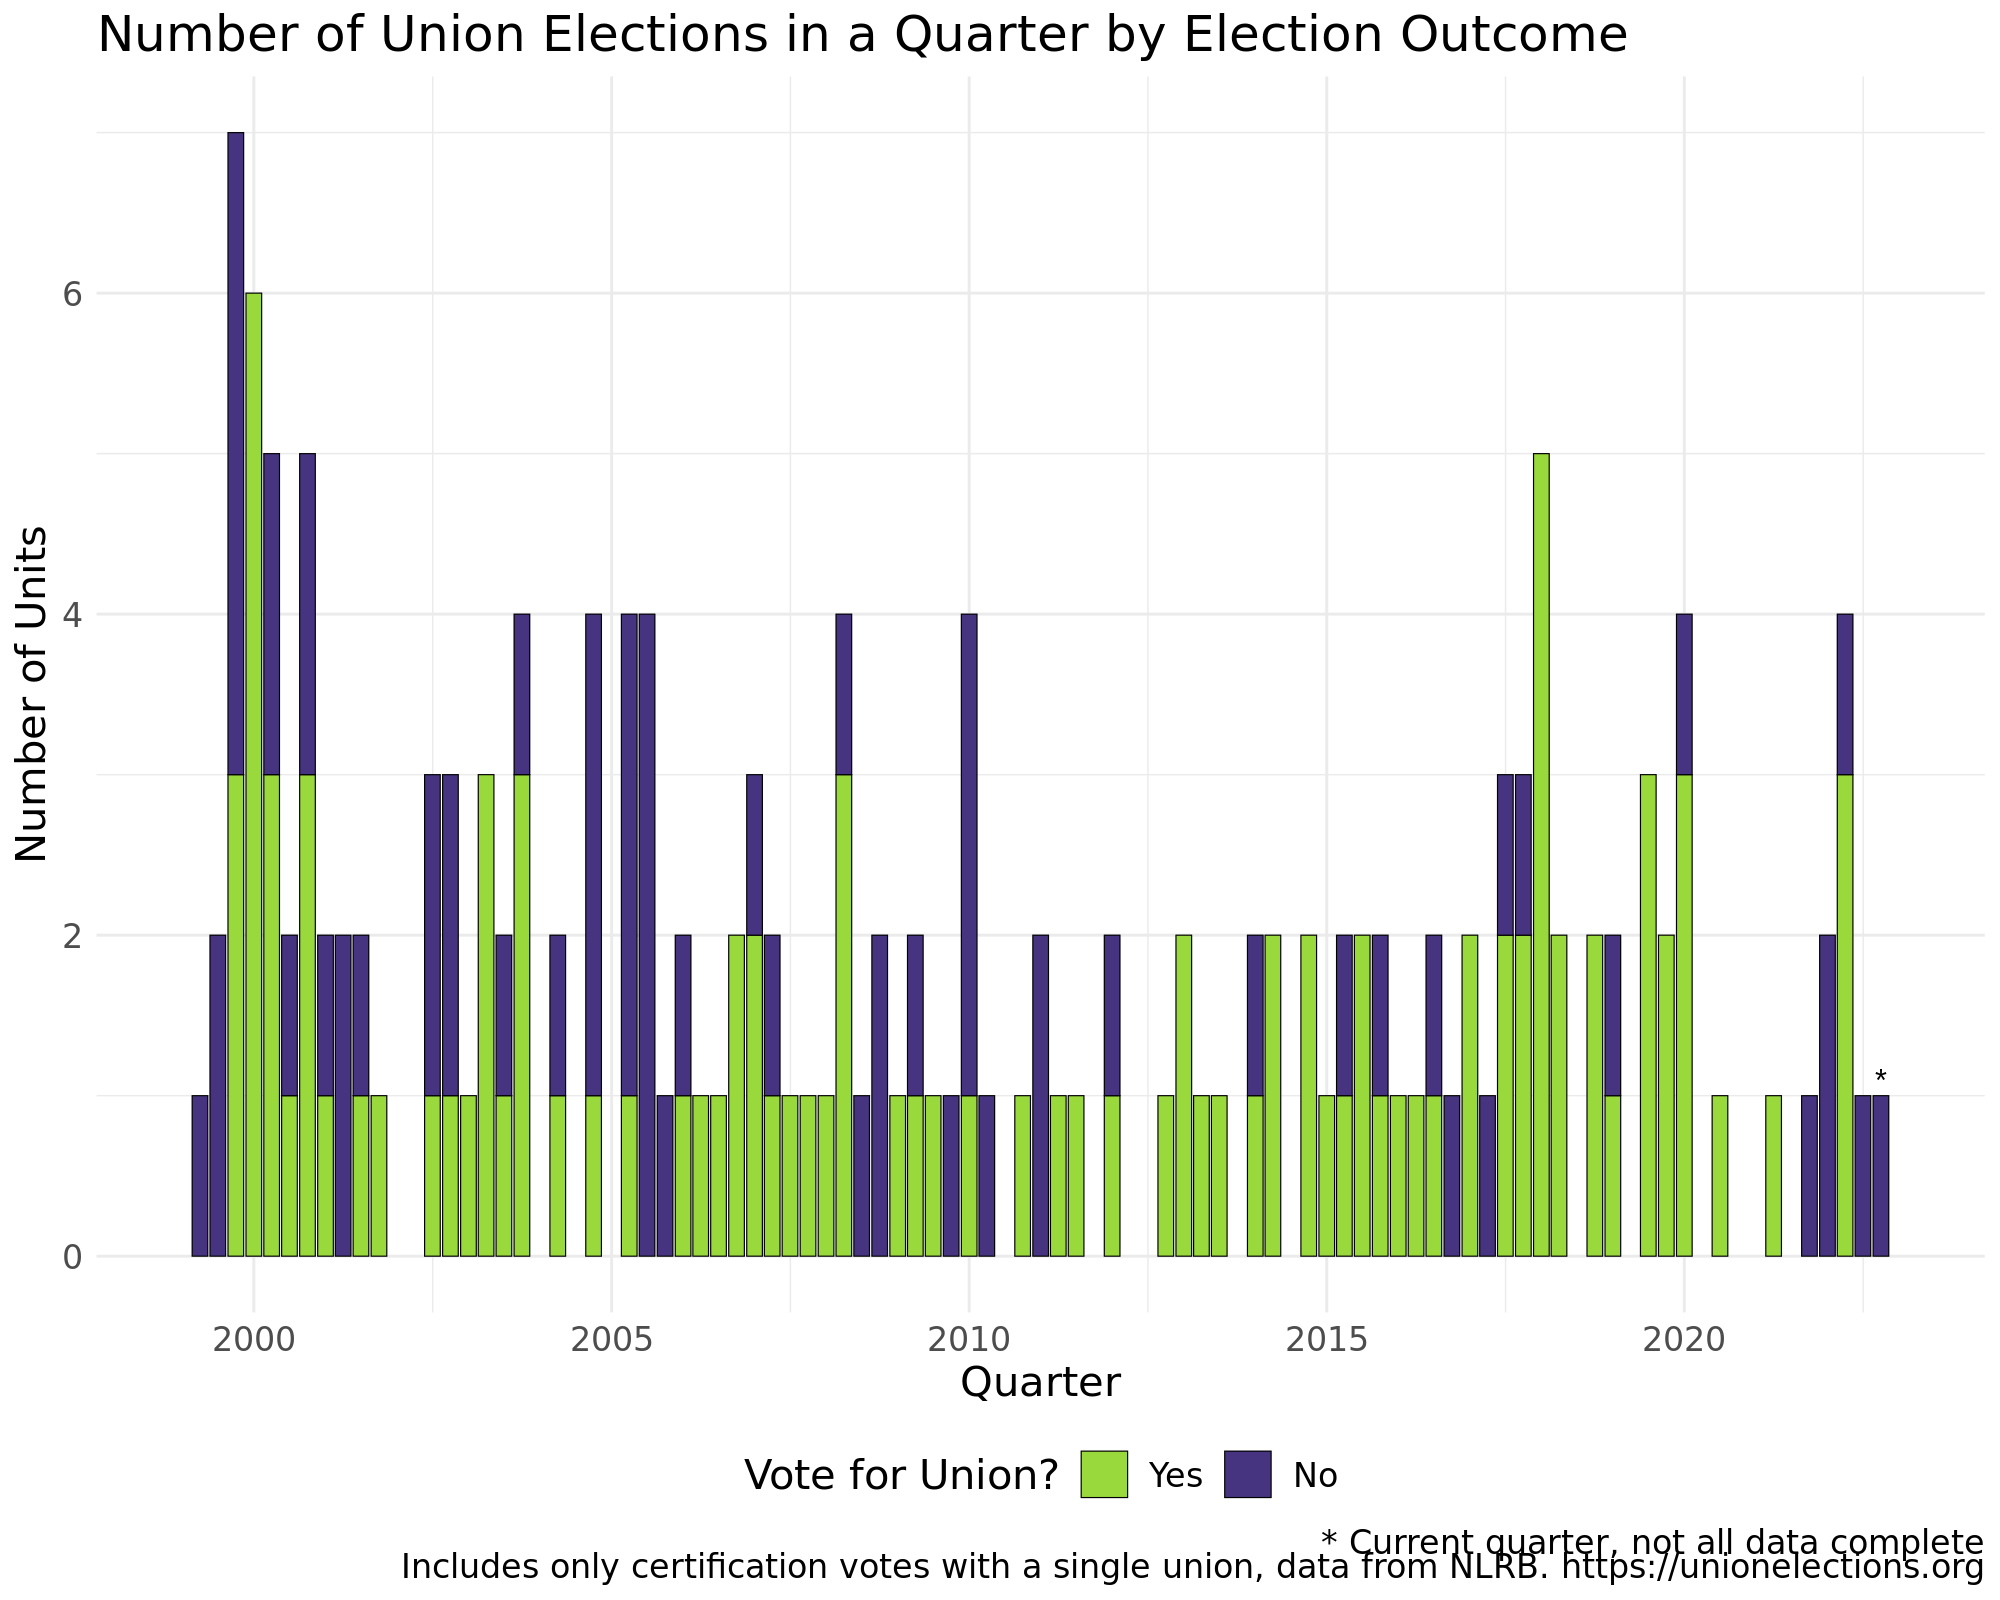 Number of Union Elections in a Quarter by Election Outcome
Number of Units
6
4
2
0
*
2000 2005 2010 2015 2020
Quarter
Vote for Union? Yes No
* Current quarter, not all data complete
Includes only certification votes with a single union, data from NLRB. https://unionelections.org